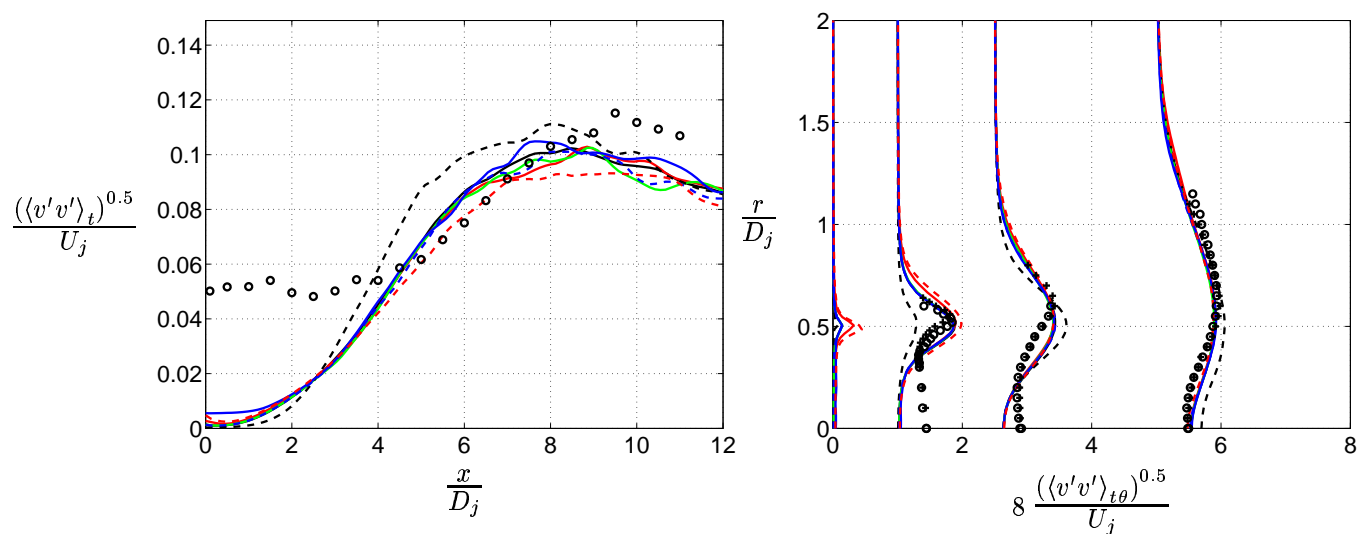 0.14
0.12
0.1
0.08
0.06
0.04
0.02
0
0 2 4 6 8 10 12
(⟨v′v′⟩_t)^{0.5} / U_j
x / D_j
2
1.5
1
0.5
0
0 2 4 6 8
r / D_j
8 (⟨v′v′⟩_{tθ})^{0.5} / U_j